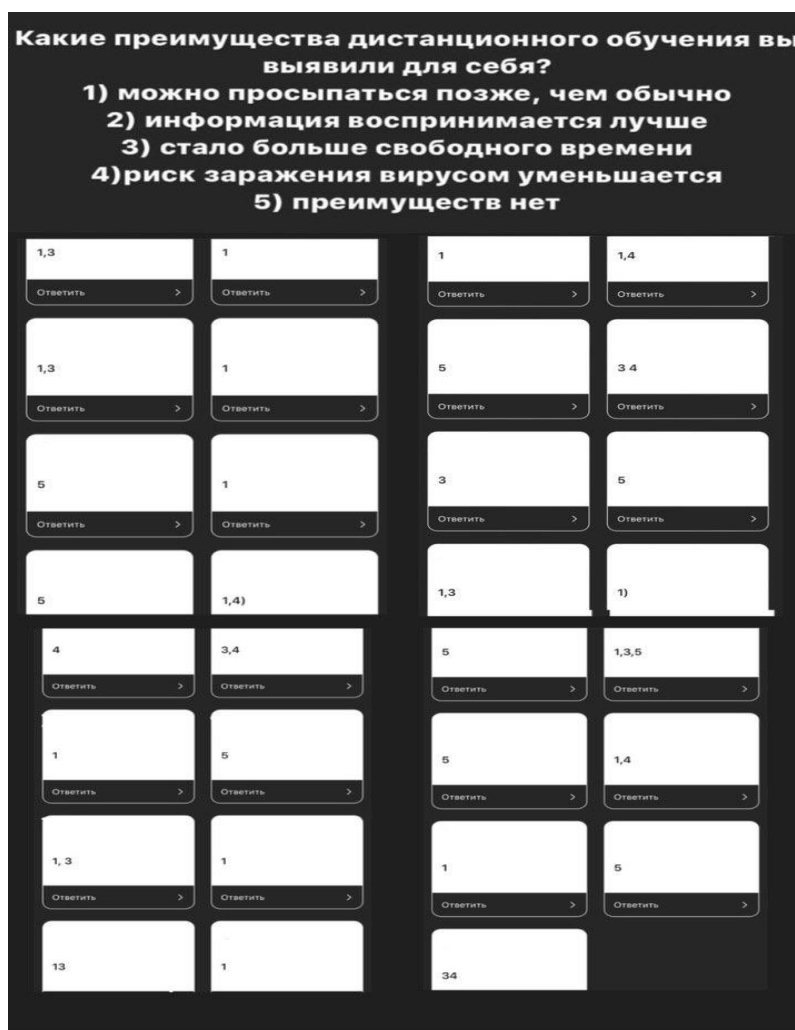 Какие преимущества дистанционного обучения вы
выявили для себя?
1) можно просыпаться позже, чем обычно
2) информация воспринимается лучше
3) стало больше свободного времени
4)риск заражения вирусом уменьшается
5) преимуществ нет
1,3
1
Ответить >
Ответить >
1,3
1
Ответить >
Ответить >
5
1
Ответить >
Ответить >
5
1,4)
1
1,4
Ответить >
Ответить >
5
3 4
Ответить >
Ответить >
3
5
Ответить >
Ответить >
1,3
1)
4
3,4
Ответить >
Ответить >
1
5
Ответить >
Ответить >
1, 3
1
Ответить >
Ответить >
13
1
5
1,3,5
Ответить >
Ответить >
5
1,4
Ответить >
Ответить >
1
5
Ответить >
Ответить >
34